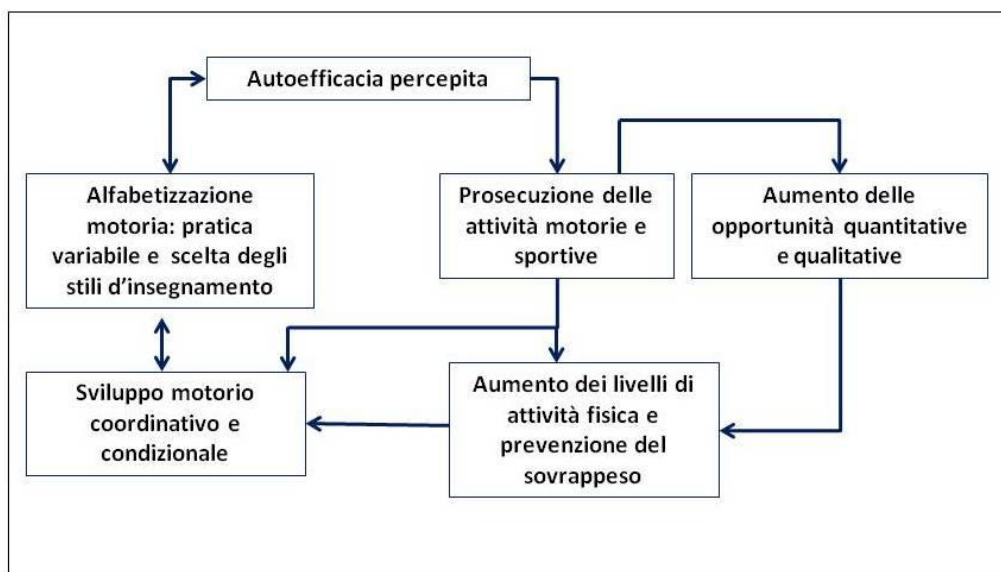 Autoefficacia percepita
Alfabetizzazione
motoria: pratica
variabile e scelta degli
stili d'insegnamento
Prosecuzione delle
attività motorie e
sportive
Aumento delle
opportunità quantitative
e qualitative
Sviluppo motorio
coordinativo e
condizionale
Aumento dei livelli di
attività fisica e
prevenzione del
sovrappeso